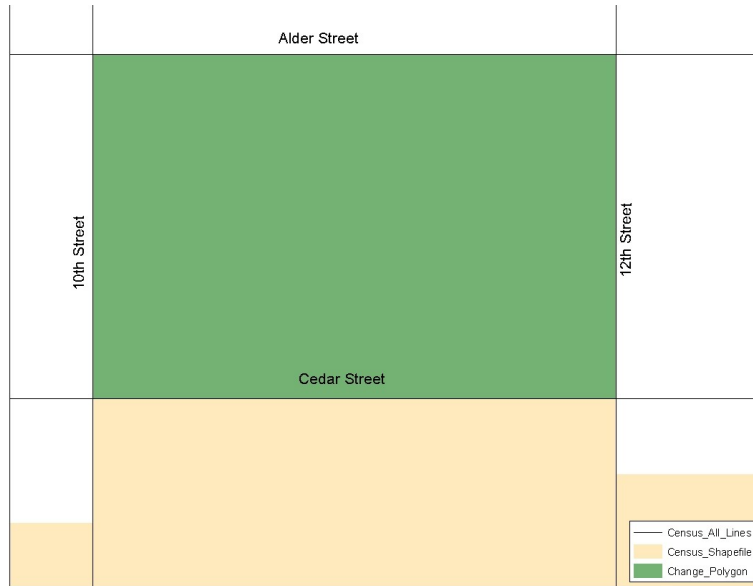 Alder Street
10th Street
12th Street
Cedar Street
Census_All_Lines
Census_Shapefile
Change_Polygon